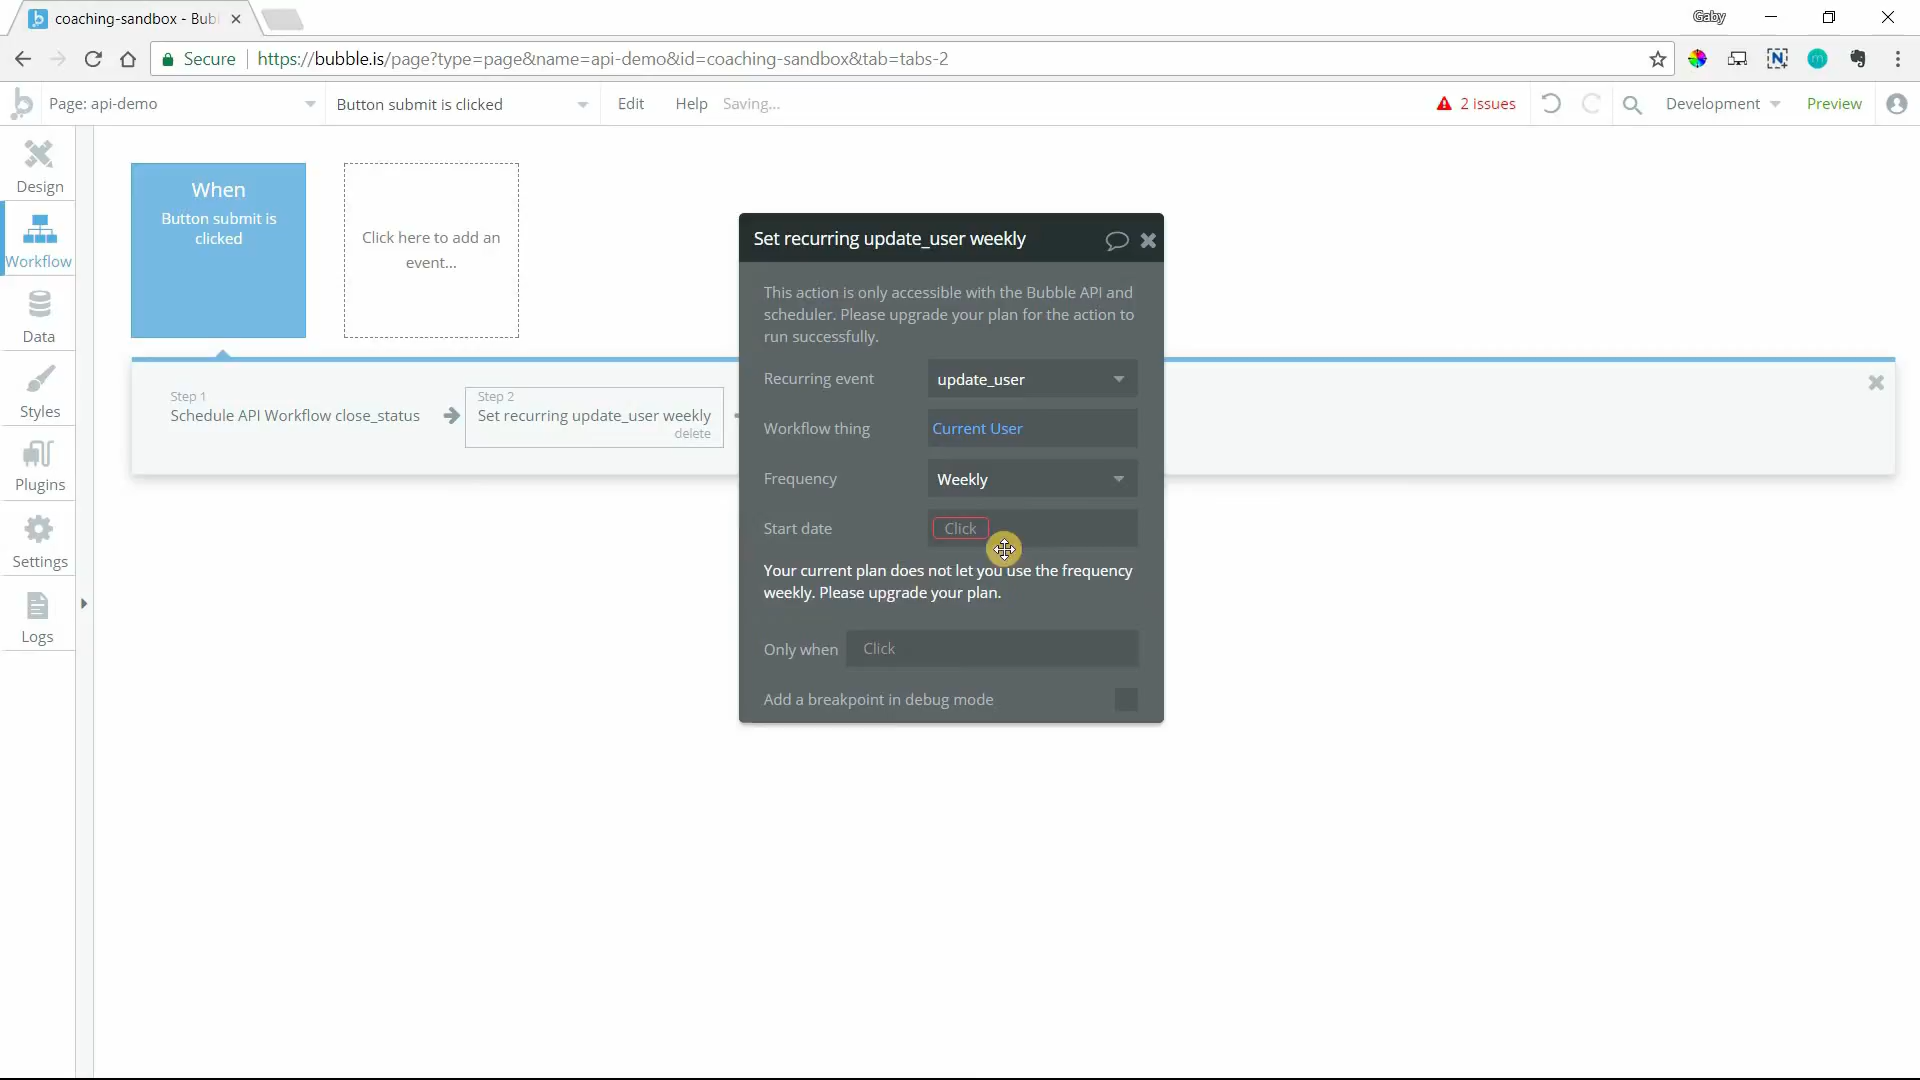 coaching-sandbox - Bub
Gaby
Secure
https://bubble.is/page?type=page&name=api-demo&id=coaching-sandbox&tab=tabs-2
Page: api-demo
Button submit is clicked
Edit
Help
Saving...
2 issues
Development
Preview
Design
Workflow
Data
Styles
Plugins
Settings
Logs
When
Button submit is
clicked
Click here to add an
event...
Step 1
Schedule API Workflow close_status
Step 2
Set recurring update_user weekly
delete
Set recurring update_user weekly
This action is only accessible with the Bubble API and
scheduler. Please upgrade your plan for the action to
run successfully.
Recurring event
update_user
Workflow thing
Current User
Frequency
Weekly
Start date
Click
Your current plan does not let you use the frequency
weekly. Please upgrade your plan.
Only when
Click
Add a breakpoint in debug mode